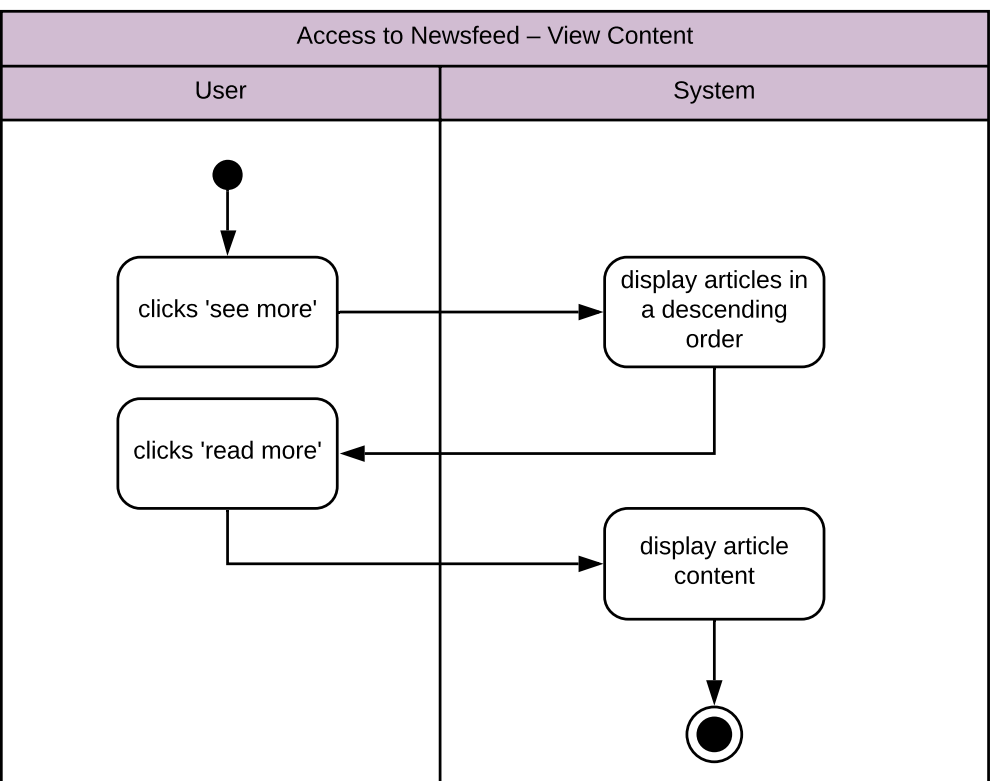 Access to Newsfeed – View Content
User
System
clicks 'see more'
display articles in
a descending
order
clicks 'read more'
display article
content